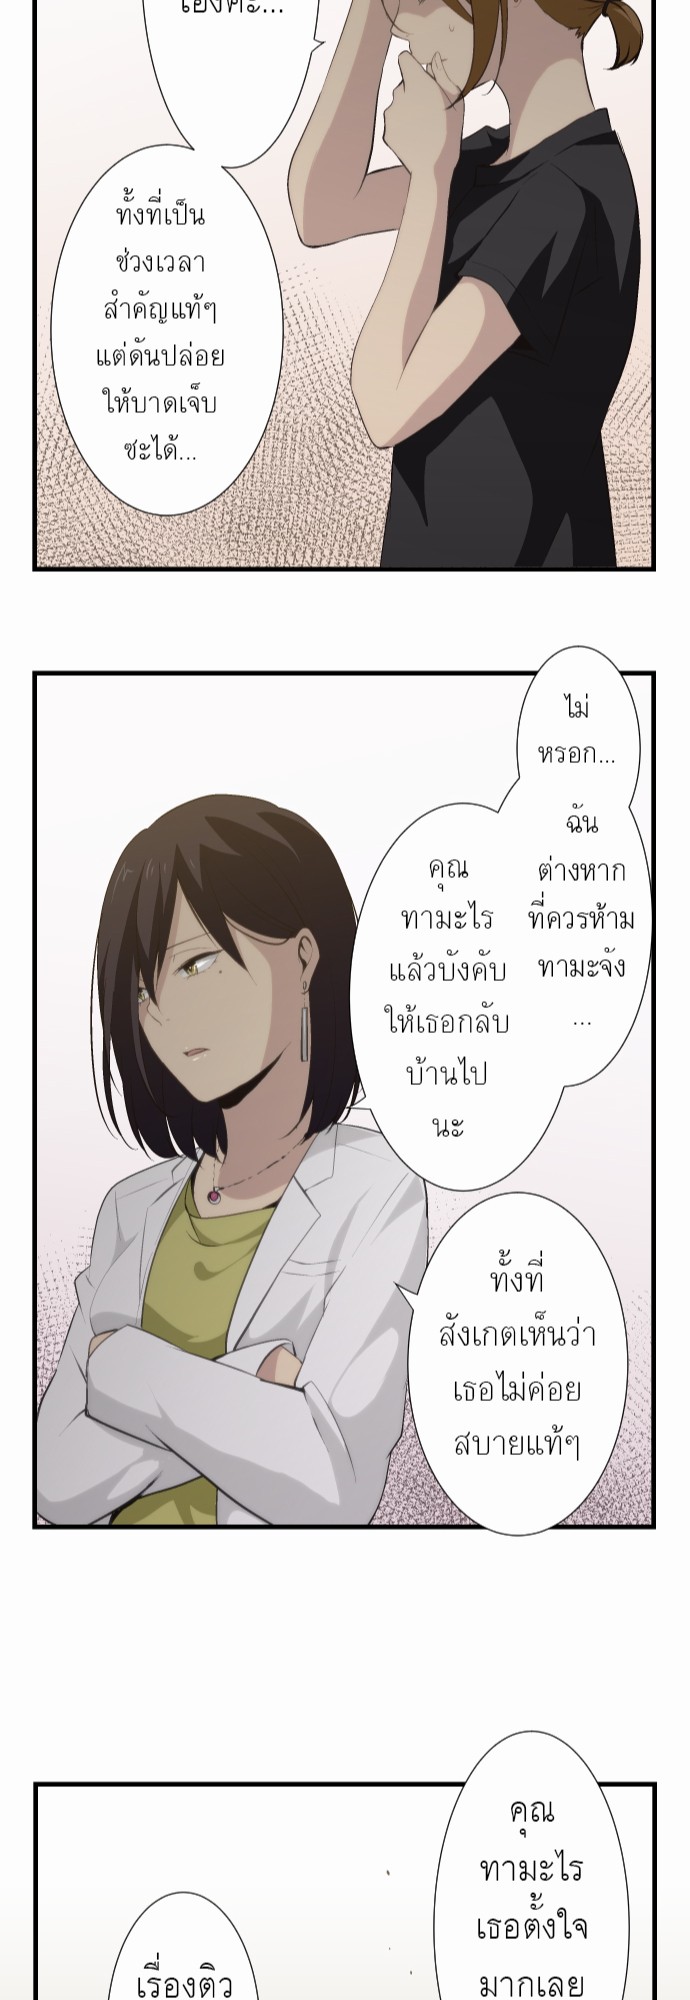 เองค่ะ...
ทั้งที่เป็น
ช่วงเวลา
สำคัญแท้ๆ
แต่ดันปล่อย
ให้บาดเจ็บ
ซะได้...
ไม่
หรอก...
ฉัน
ต่างหาก
ที่ควรห้าม
ทามะจัง
...
คุณ
ทามะไร
แล้วบังคับ
ให้เธอกลับ
บ้านไป
นะ
ทั้งที่
สังเกตเห็นว่า
เธอไม่ค่อย
สบายแท้ๆ
คุณ
ทามะไร
เธอตั้งใจ
มากเลย
เรื่องติว